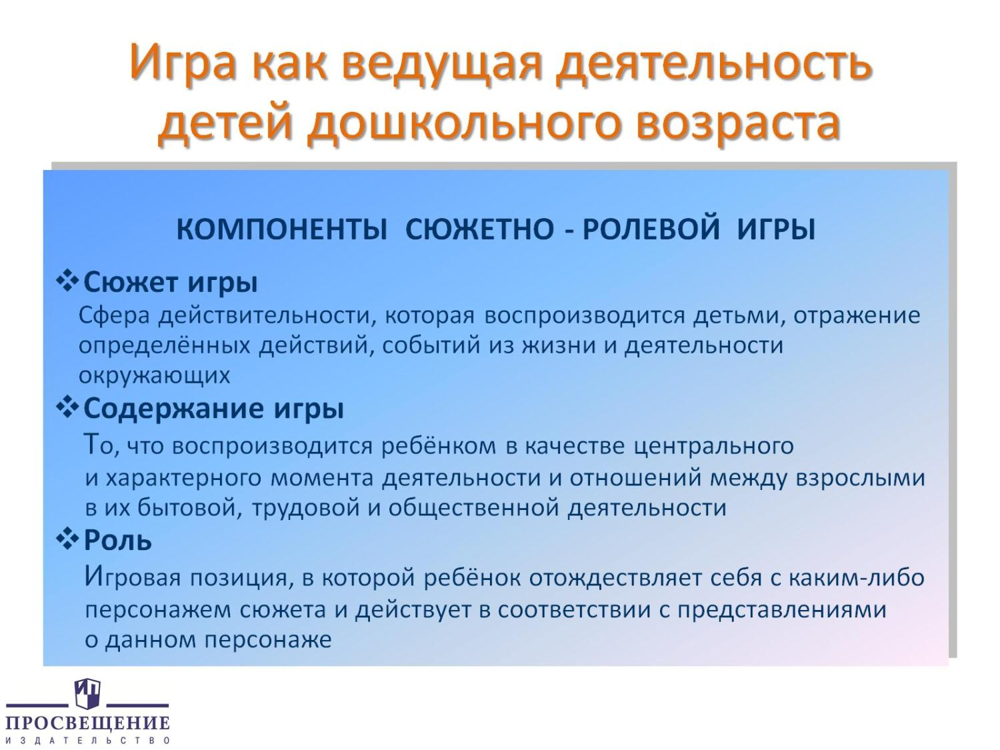 Игра как ведущая деятельность
детей дошкольного возраста
КОМПОНЕНТЫ СЮЖЕТНО - РОЛЕВОЙ ИГРЫ
❖Сюжет игры
Сфера действительности, которая воспроизводится детьми, отражение
определённых действий, событий из жизни и деятельности
окружающих
❖Содержание игры
То, что воспроизводится ребёнком в качестве центрального
и характерного момента деятельности и отношений между взрослыми
в их бытовой, трудовой и общественной деятельности
❖Роль
Игровая позиция, в которой ребёнок отождествляет себя с каким-либо
персонажем сюжета и действует в соответствии с представлениями
о данном персонаже
ИП
ПРОСВЕЩЕНИЕ
ИЗДАТЕЛЬСТВО